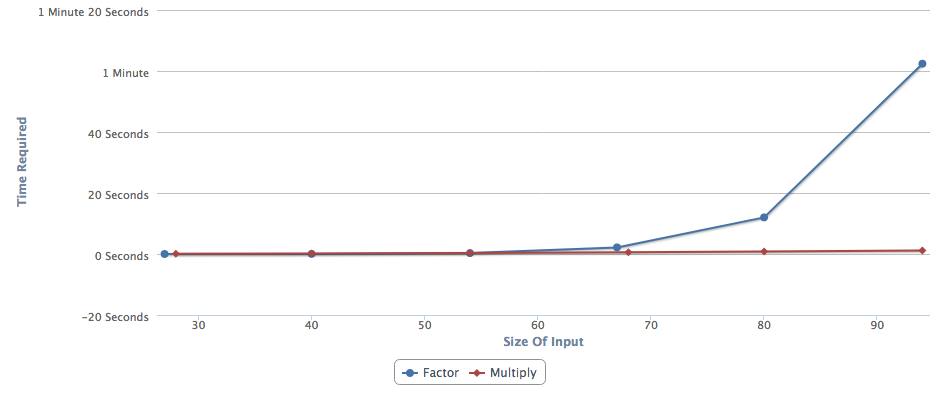 1 Minute 20 Seconds
1 Minute
40 Seconds
20 Seconds
0 Seconds
−20 Seconds
Time Required
30 40 50 60 70 80 90
Size Of Input
Factor Multiply